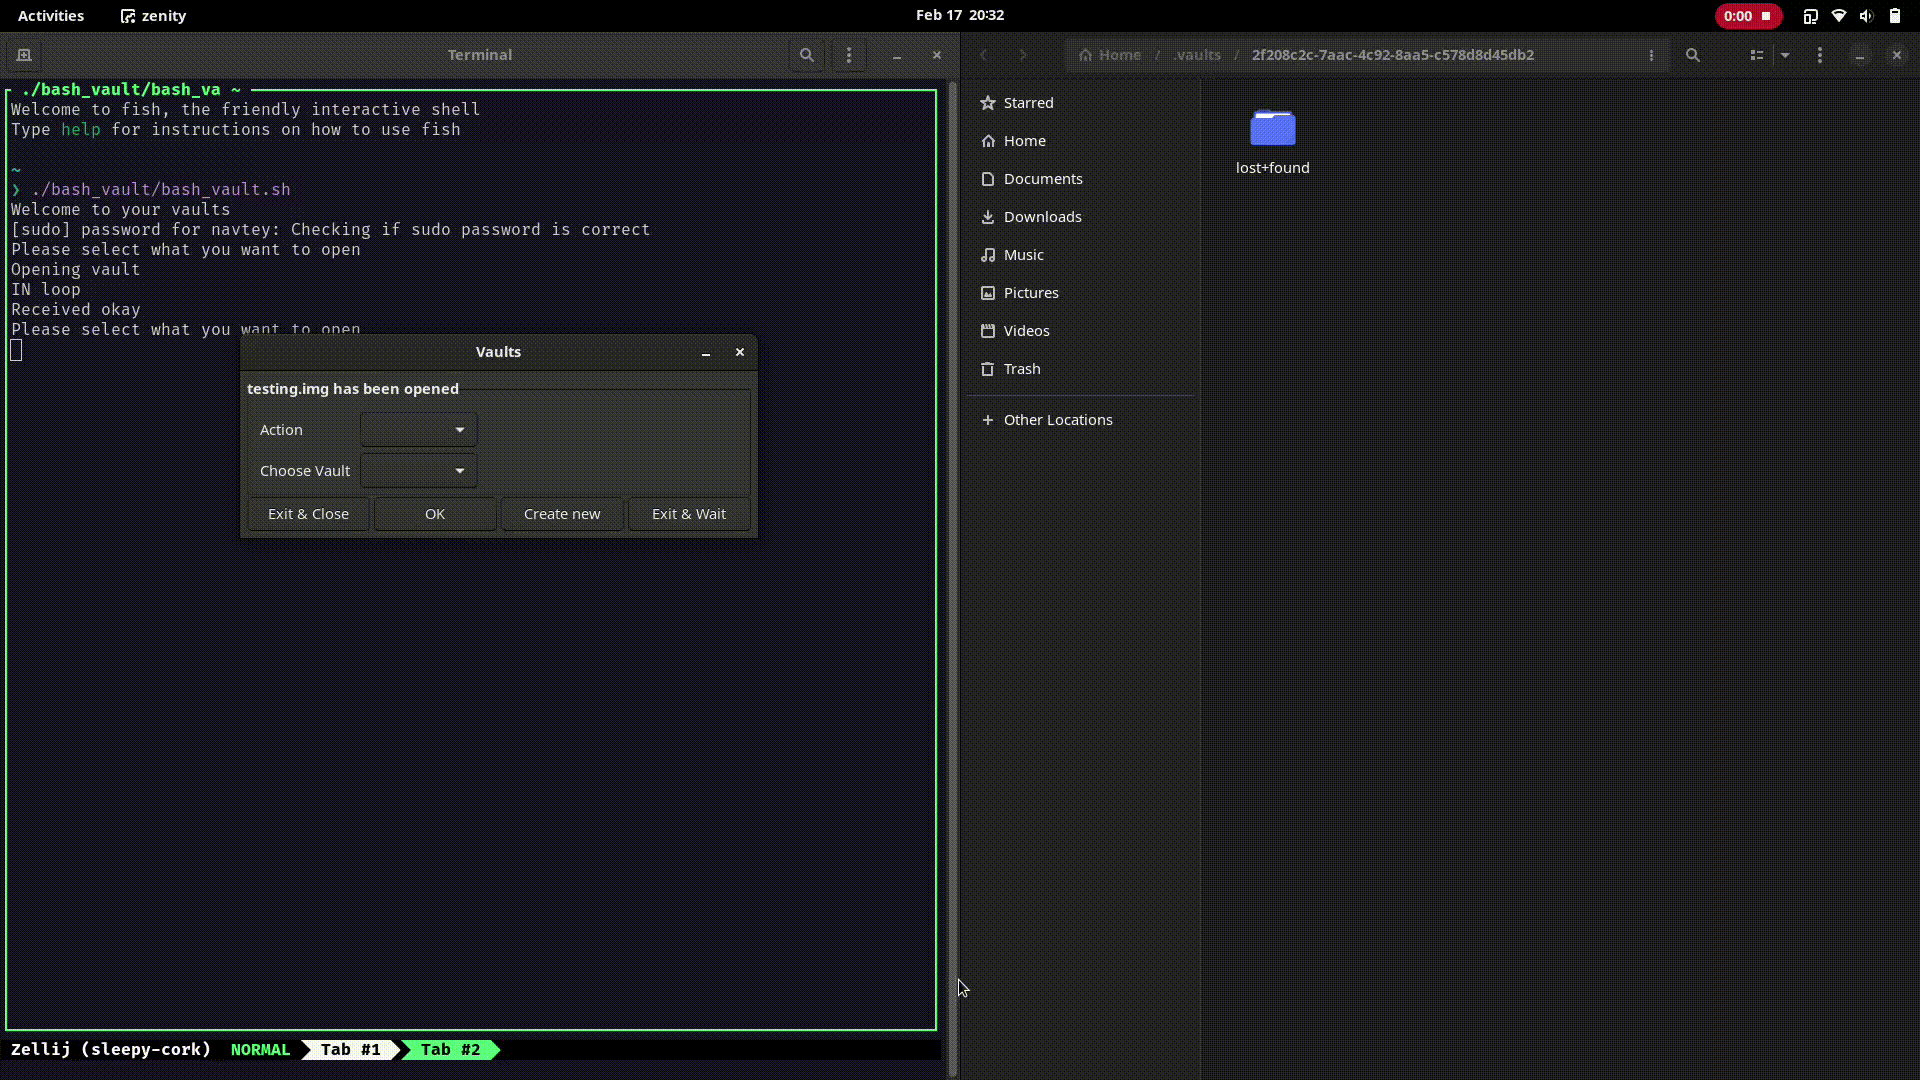 Activities
zenity
Feb 17 20:32
0:00
Terminal
./bash_vault/bash_va ~
Welcome to fish, the friendly interactive shell
Type help for instructions on how to use fish
~
❯ ./bash_vault/bash_vault.sh
Welcome to your vaults
[sudo] password for navtey: Checking if sudo password is correct
Please select what you want to open
Opening vault
IN loop
Received okay
Please select what you want to open
Vaults
testing.img has been opened
Action
Choose Vault
Exit & Close
OK
Create new
Exit & Wait
Zellij (sleepy-cork) NORMAL Tab #1 Tab #2
Home / .vaults / 2f208c2c-7aac-4c92-8aa5-c578d8d45db2
Starred
Home
Documents
Downloads
Music
Pictures
Videos
Trash
+ Other Locations
lost+found